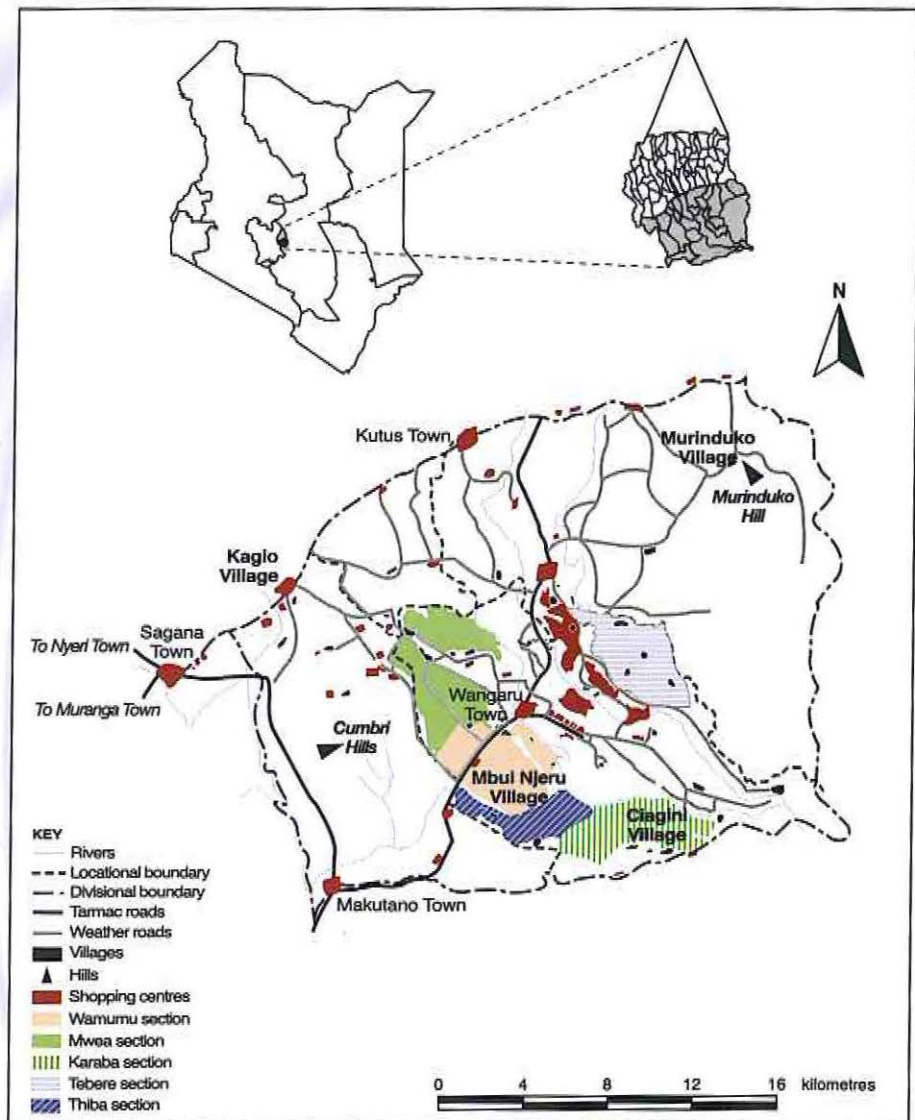 N
Kutus Town
Murinduko
Village
Murinduko
Hill
Kagio
Village
Sagana
Town
To Nyeri Town
To Muranga Town
Wangaru
Town
Cumbri
Hills
Mbul Njeru
Village
Ciagini
Village
Makutano Town
KEY
Rivers
Locational boundary
Divisional boundary
Tarmac roads
Weather roads
Villages
Hills
Shopping centres
Wamumu section
Mwea section
Karaba section
Tebere section
Thiba section
0 4 8 12 16 kilometres